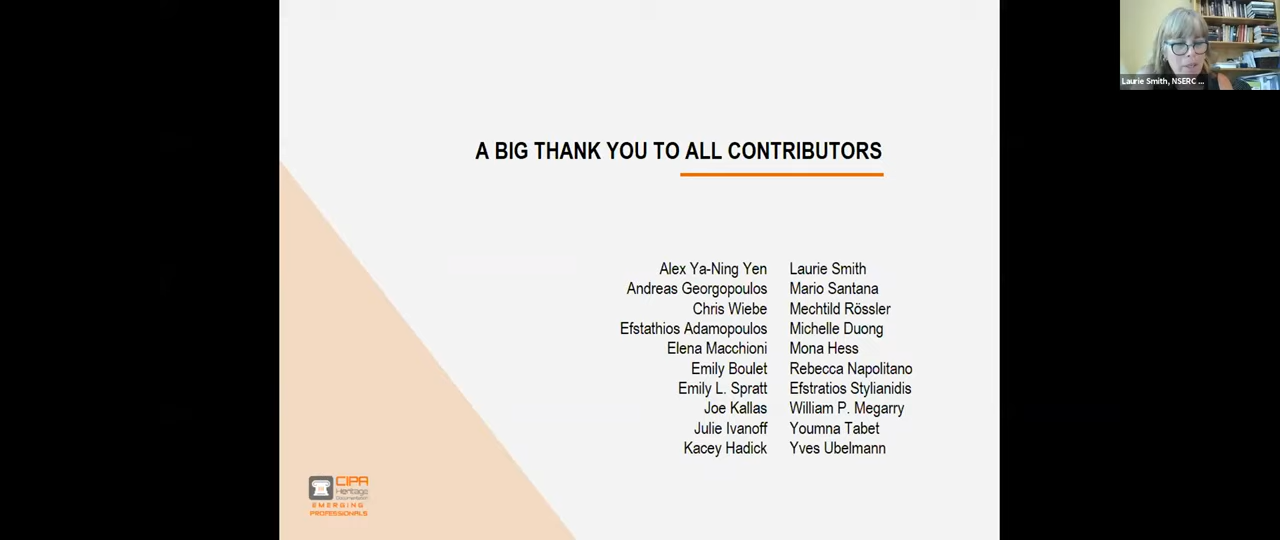 Laurie Smith, NSERC ...
A BIG THANK YOU TO ALL CONTRIBUTORS
Alex Ya-Ning Yen
Andreas Georgopoulos
Chris Wiebe
Efstathios Adamopoulos
Elena Macchioni
Emily Boulet
Emily L. Spratt
Joe Kallas
Julie Ivanoff
Kacey Hadick
Laurie Smith
Mario Santana
Mechtild Rössler
Michelle Duong
Mona Hess
Rebecca Napolitano
Efstratios Stylianidis
William P. Megarry
Youmna Tabet
Yves Ubelmann
CIPA
Heritage
Documentation
EMERGING
PROFESSIONALS